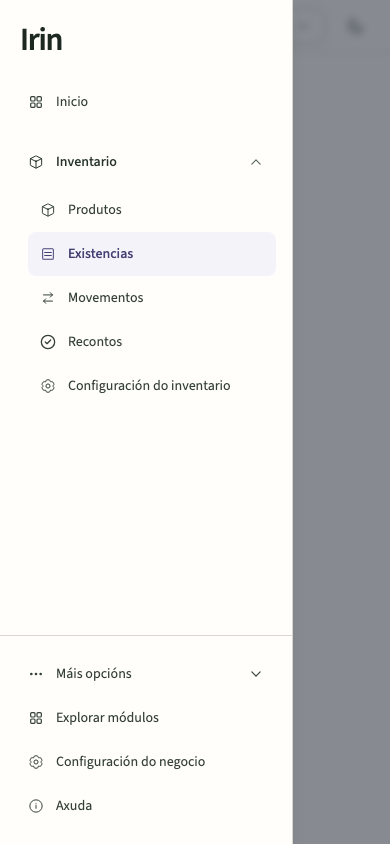 Irin
Inicio
Inventario
Produtos
Existencias
Movementos
Recontos
Configuración do inventario
Máis opcións
Explorar módulos
Configuración do negocio
Axuda